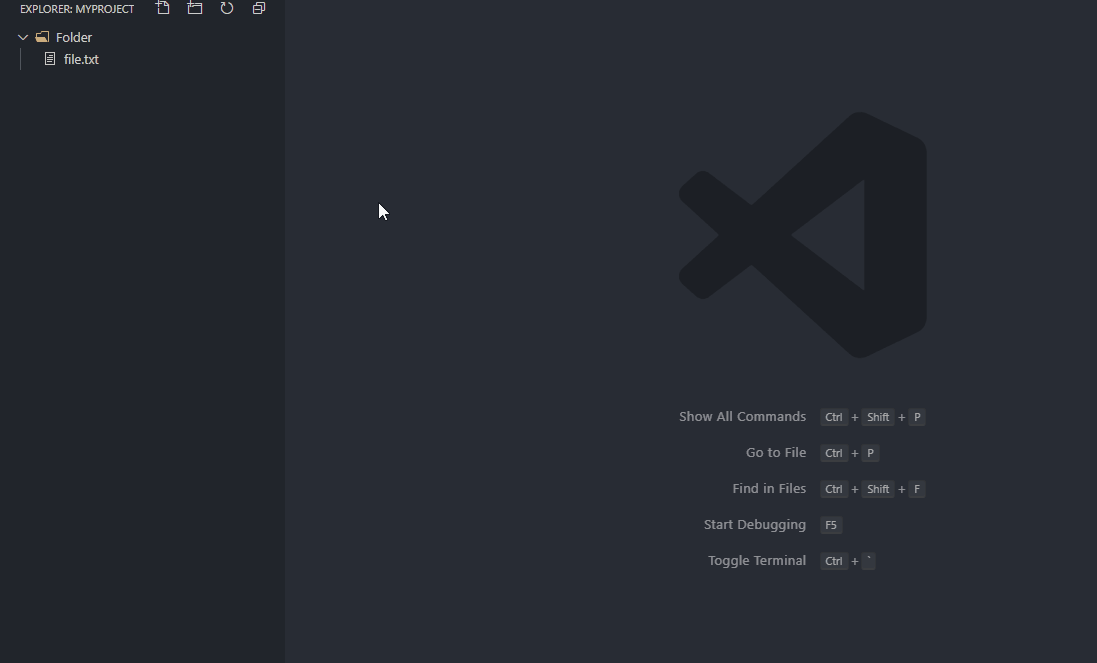 EXPLORER: MYPROJECT
Folder
file.txt
Show All Commands Ctrl + Shift + P
Go to File Ctrl + P
Find in Files Ctrl + Shift + F
Start Debugging F5
Toggle Terminal Ctrl + `